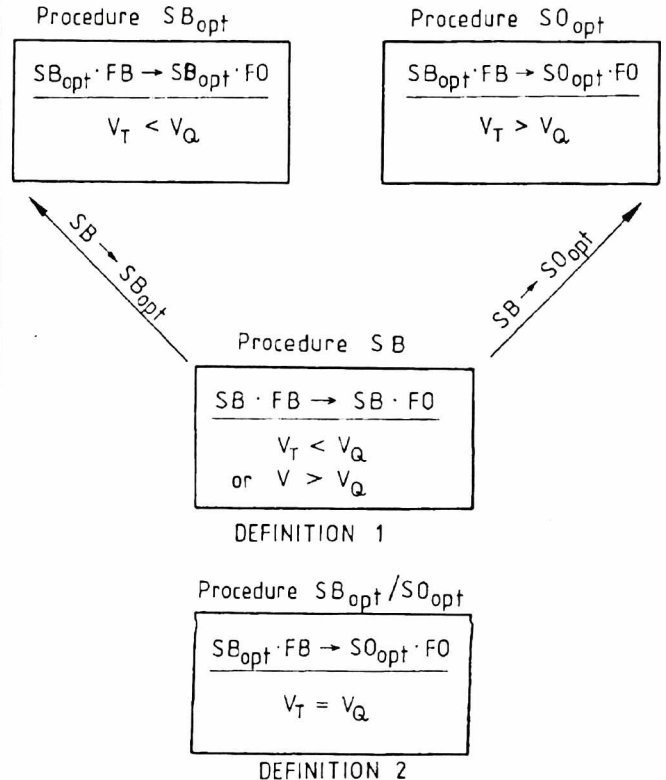 Procedure SB_opt
SB_opt · FB → SB_opt · FO
V_T < V_Q
Procedure SO_opt
SB_opt · FB → SO_opt · FO
V_T > V_Q
SB → SB_opt
SB → SO_opt
Procedure SB
SB · FB → SB · FO
V_T < V_Q
or V > V_Q
DEFINITION 1
Procedure SB_opt/SO_opt
SB_opt · FB → SO_opt · FO
V_T = V_Q
DEFINITION 2